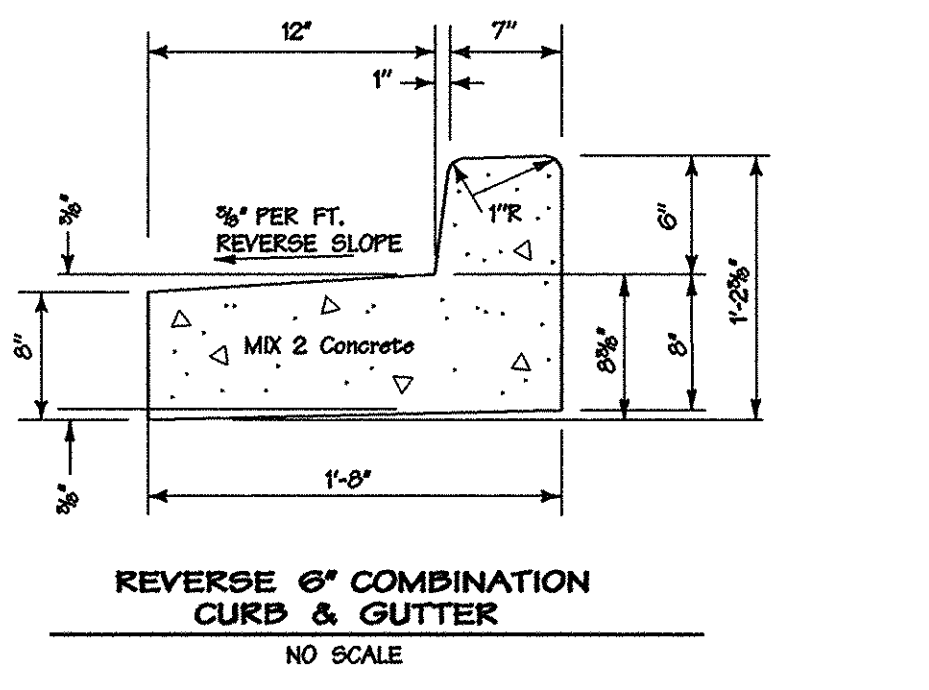 12"
7"
1"
3/8"
3/8" PER FT.
REVERSE SLOPE
1"R
6"
1'-2 3/8"
8"
MIX 2 Concrete
8 3/8"
8"
3/8"
1'-8"
REVERSE 6" COMBINATION
CURB & GUTTER
NO SCALE